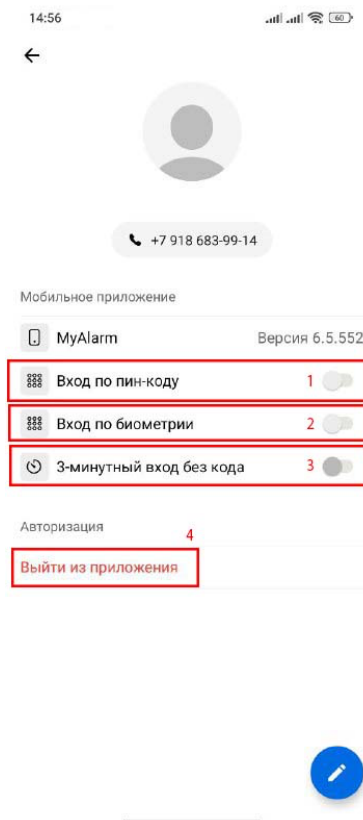 14:56
60
+7 918 683-99-14
Мобильное приложение
MyAlarm Версия 6.5.552
Вход по пин-коду 1
Вход по биометрии 2
3-минутный вход без кода 3
Авторизация
4
Выйти из приложения